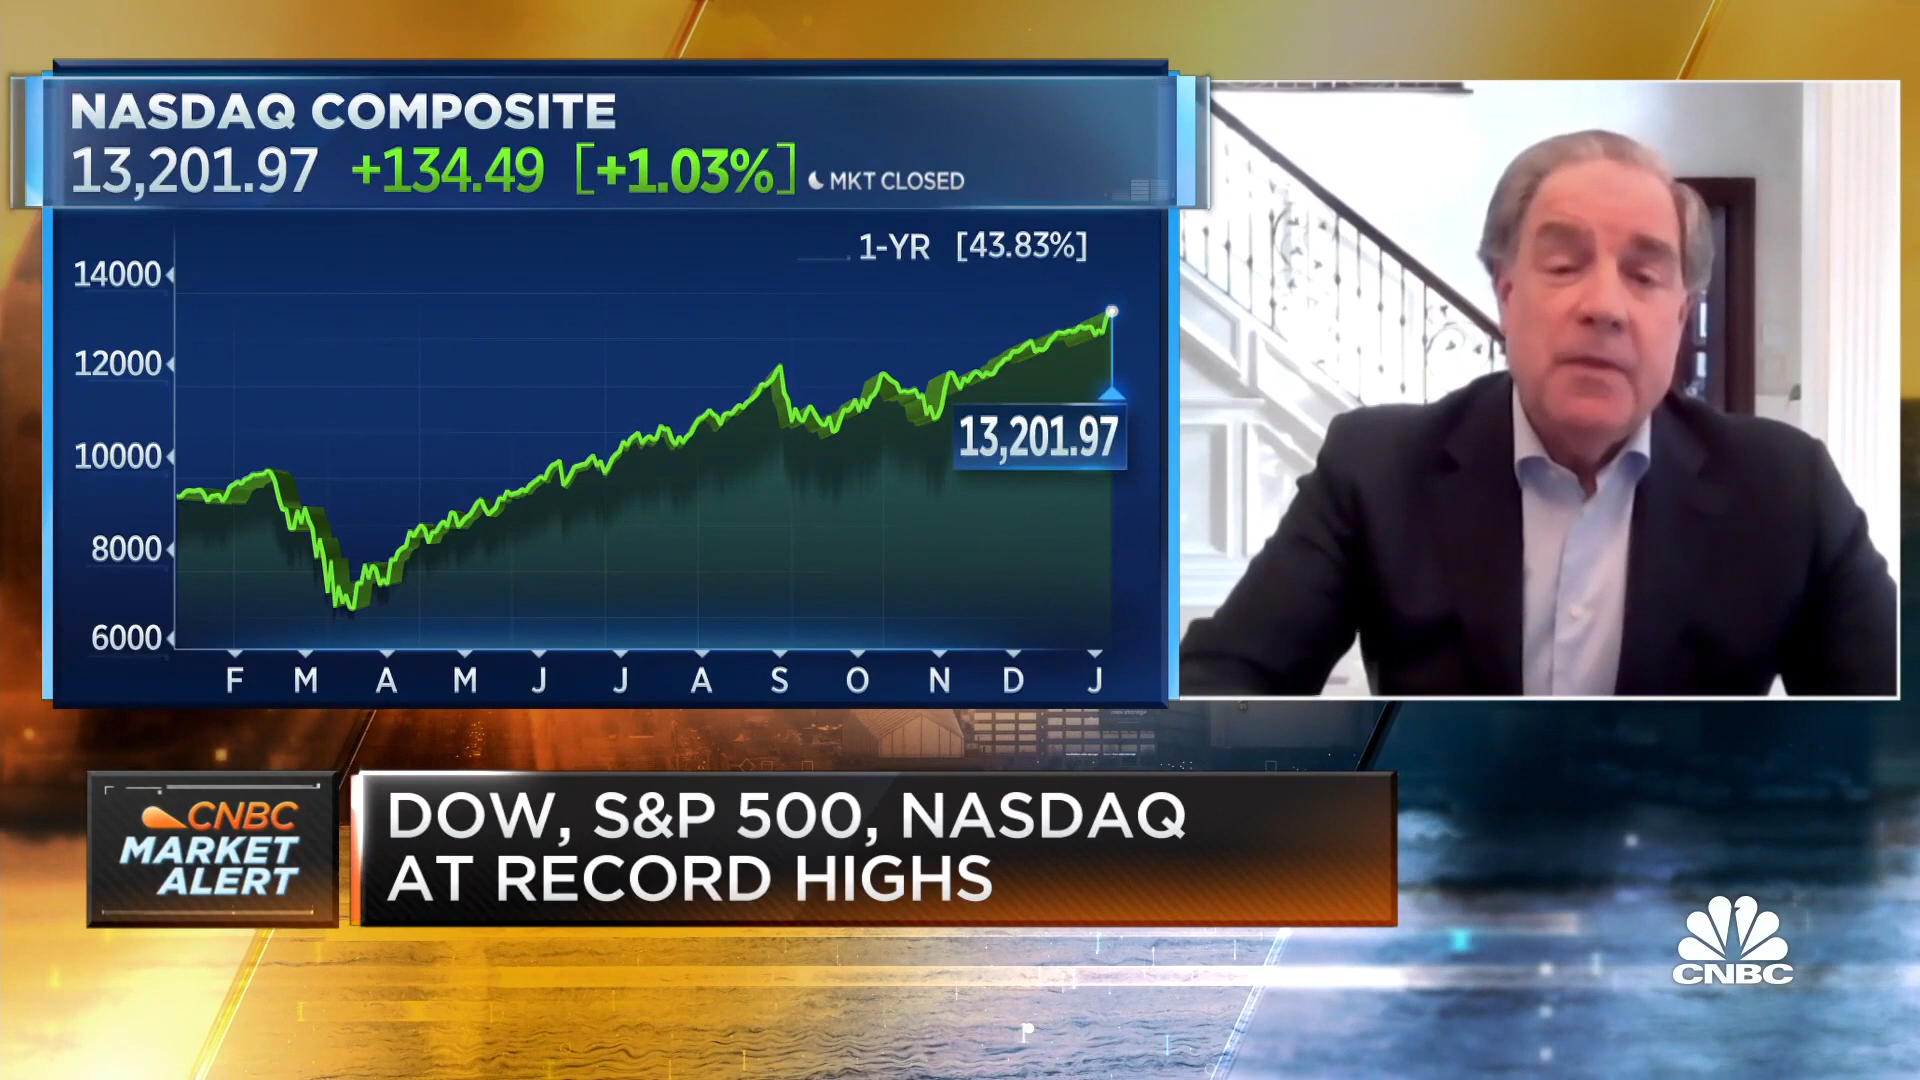 NASDAQ COMPOSITE
13,201.97 +134.49 [+1.03%] MKT CLOSED
1-YR [43.83%]
14000
12000
10000
8000
6000
13,201.97
F M A M J J A S O N D J
CNBC
MARKET
ALERT
DOW, S&P 500, NASDAQ
AT RECORD HIGHS
CNBC